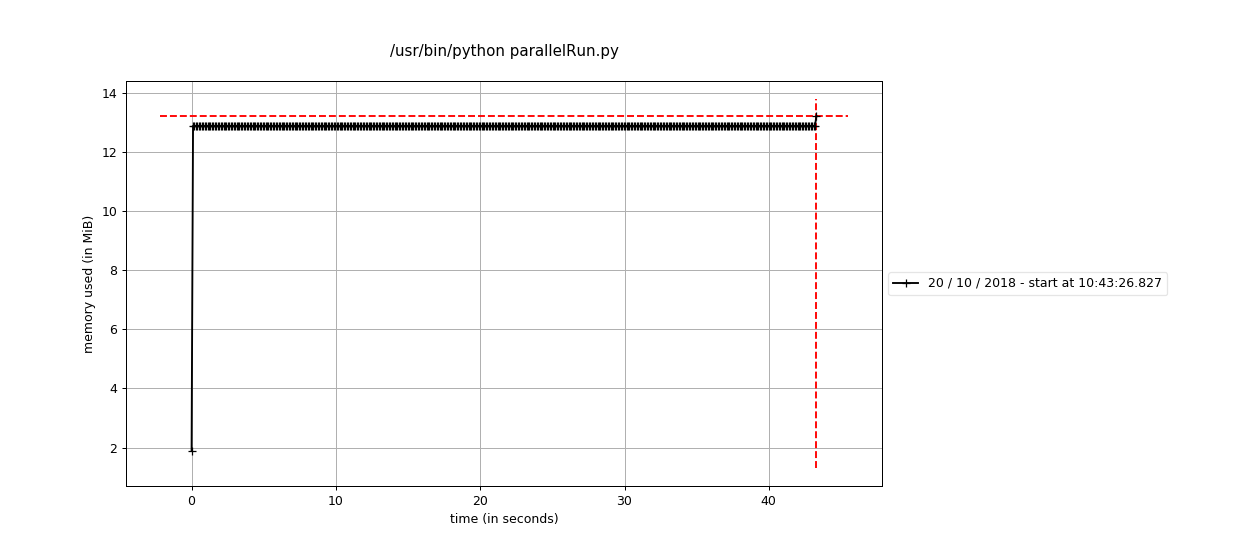 /usr/bin/python parallelRun.py
14
12
10
8
6
4
2
memory used (in MiB)
0 10 20 30 40
time (in seconds)
20 / 10 / 2018 - start at 10:43:26.827